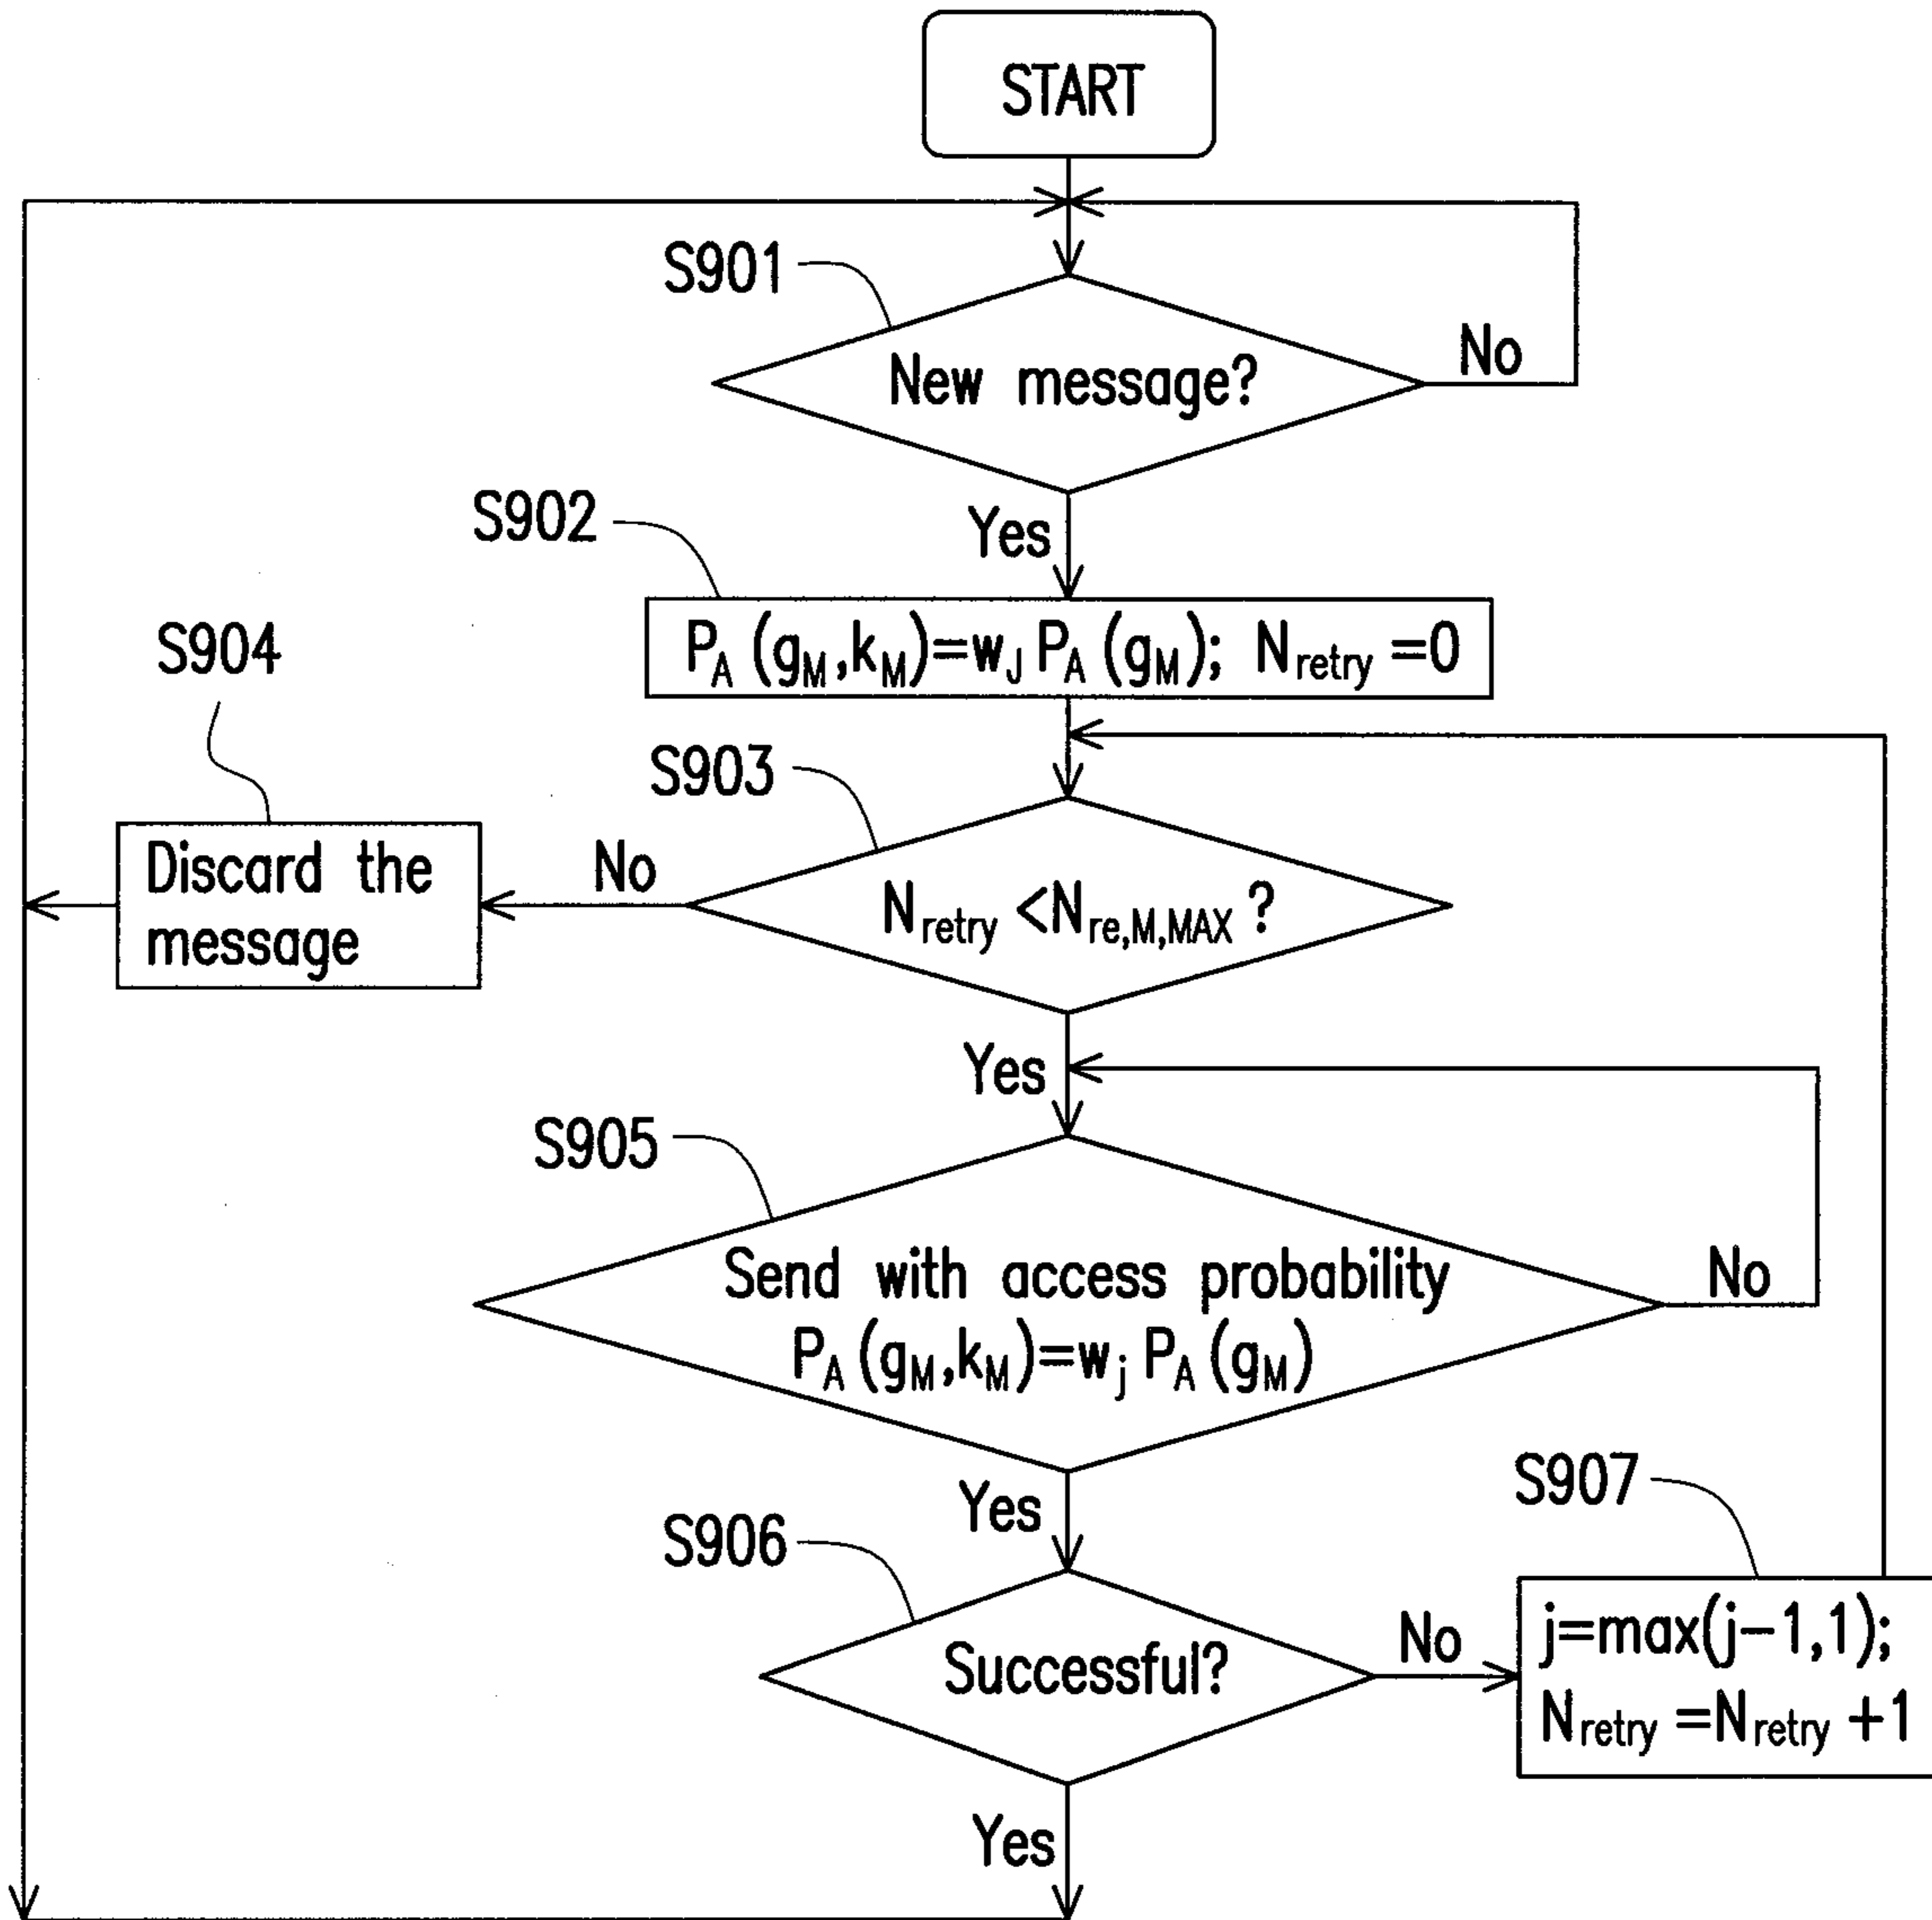 START
S901
New message?
No
Yes
S902
P_A (g_M,k_M)=w_J P_A (g_M); N_retry =0
S903
N_retry <N_re,M,MAX ?
No
S904
Discard the
message
Yes
S905
Send with access probability
P_A (g_M,k_M)=w_j P_A (g_M)
No
Yes
S906
Successful?
No
S907
j=max(j-1,1);
N_retry =N_retry +1
Yes